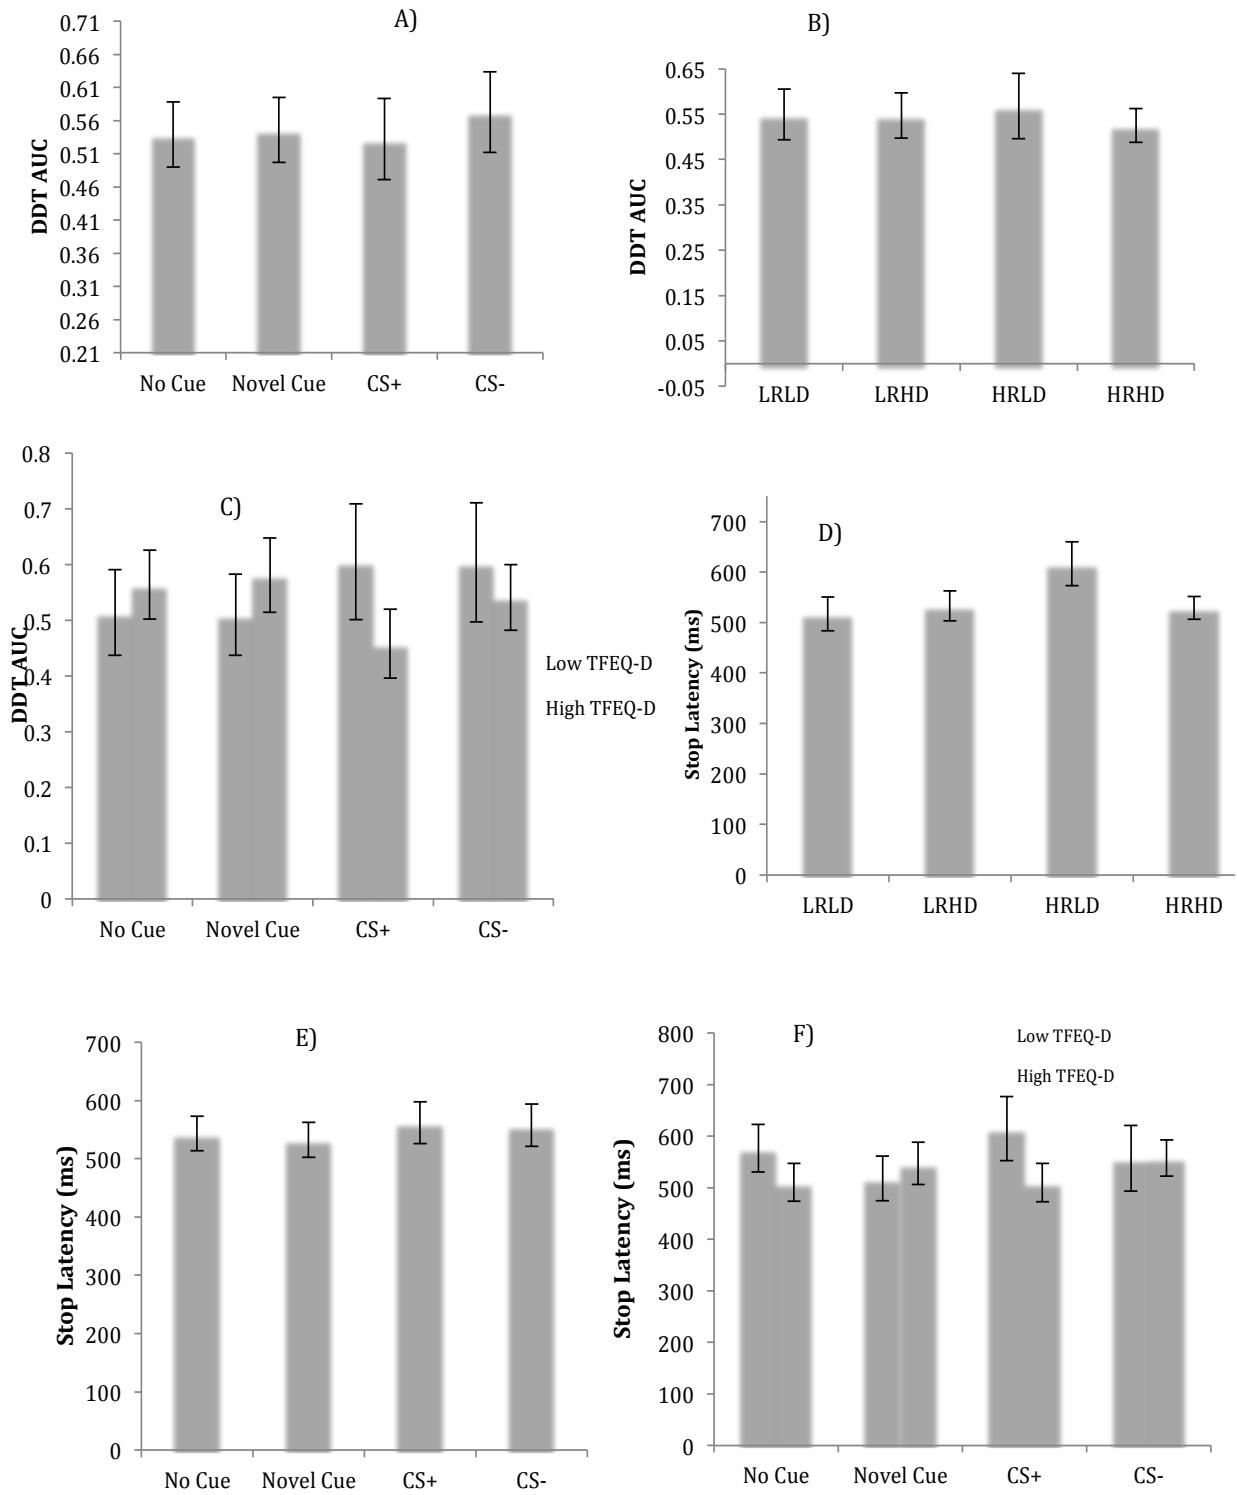 A)
0.71
0.66
0.61
0.56
0.51
0.46
0.41
0.36
0.31
0.26
0.21
DDT AUC
No Cue Novel Cue CS+ CS-
B)
0.65
0.55
0.45
0.35
0.25
0.15
0.05
-0.05
DDT AUC
LRLD LRHD HRLD HRHD
C)
0.8
0.7
0.6
0.5
0.4
0.3
0.2
0.1
0
DDT AUC
No Cue Novel Cue CS+ CS-
Low TFEQ-D
High TFEQ-D
D)
700
600
500
400
300
200
100
0
Stop Latency (ms)
LRLD LRHD HRLD HRHD
E)
700
600
500
400
300
200
100
0
Stop Latency (ms)
No Cue Novel Cue CS+ CS-
F)
800
700
600
500
400
300
200
100
0
Stop Latency (ms)
Low TFEQ-D
High TFEQ-D
No Cue Novel Cue CS+ CS-